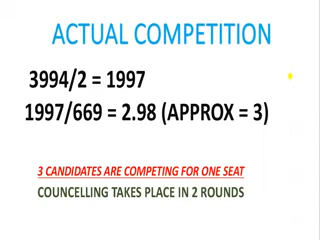 ACTUAL COMPETITION
3994/2 = 1997
1997/669 = 2.98 (APPROX = 3)
3 CANDIDATES ARE COMPETING FOR ONE SEAT
COUNCELLING TAKES PLACE IN 2 ROUNDS